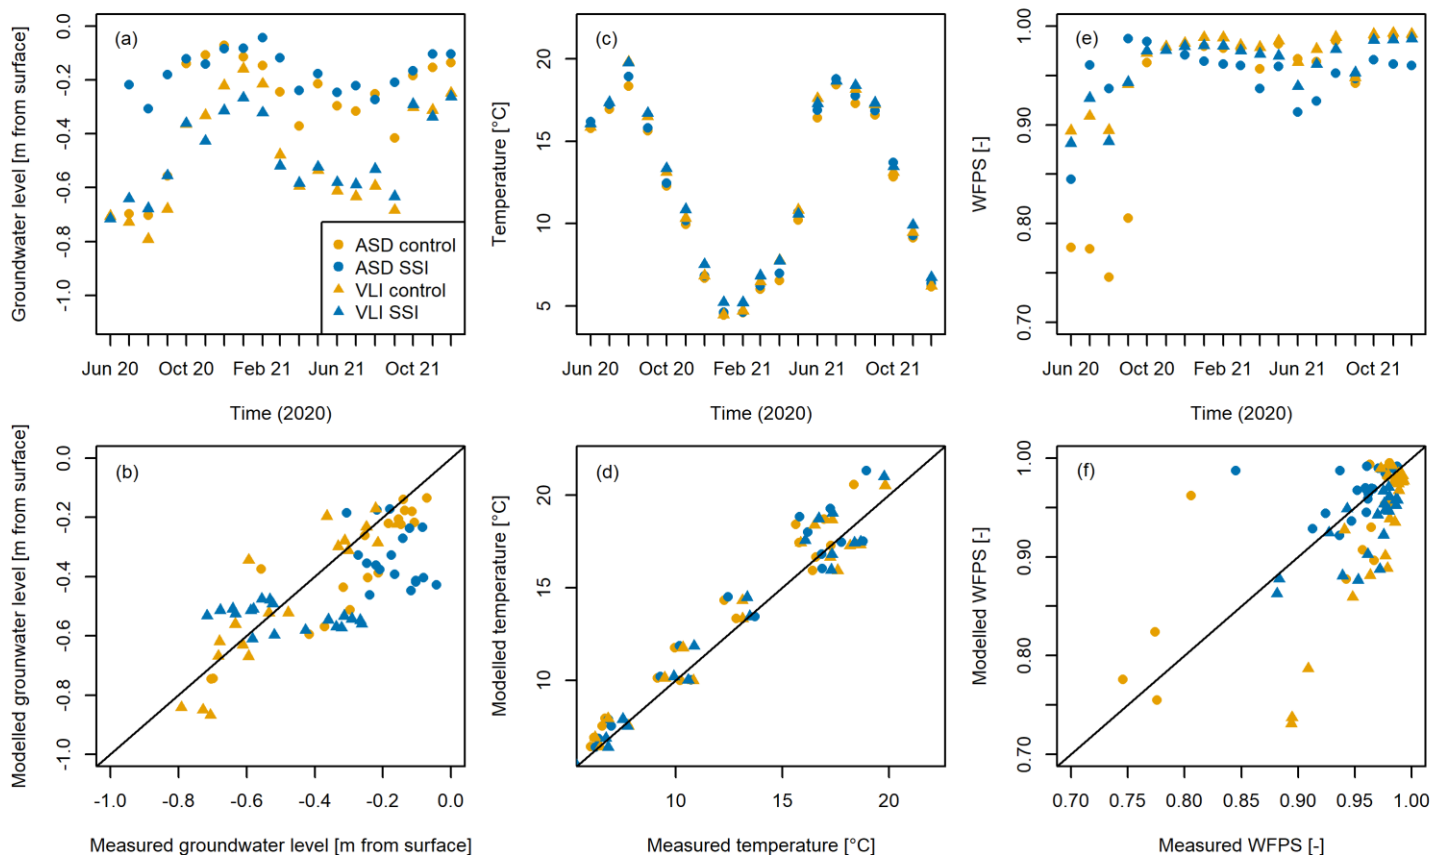 (a)
Groundwater level [m from surface]
0.0
-0.2
-0.4
-0.6
-0.8
-1.0
ASD control
ASD SSI
VLI control
VLI SSI
Jun 20 Oct 20 Feb 21 Jun 21 Oct 21
Time (2020)
(c)
Temperature [°C]
20
15
10
5
Jun 20 Oct 20 Feb 21 Jun 21 Oct 21
Time (2020)
(e)
WFPS [-]
1.00
0.90
0.80
0.70
Jun 20 Oct 20 Feb 21 Jun 21 Oct 21
Time (2020)
(b)
Modelled grounwater level [m from surface]
0.0
-0.2
-0.4
-0.6
-0.8
-1.0
-1.0 -0.8 -0.6 -0.4 -0.2 0.0
Measured groundwater level [m from surface]
(d)
Modelled temperature [°C]
20
15
10
10 15 20
Measured temperature [°C]
(f)
Modelled WFPS [-]
1.00
0.90
0.80
0.70
0.70 0.75 0.80 0.85 0.90 0.95 1.00
Measured WFPS [-]